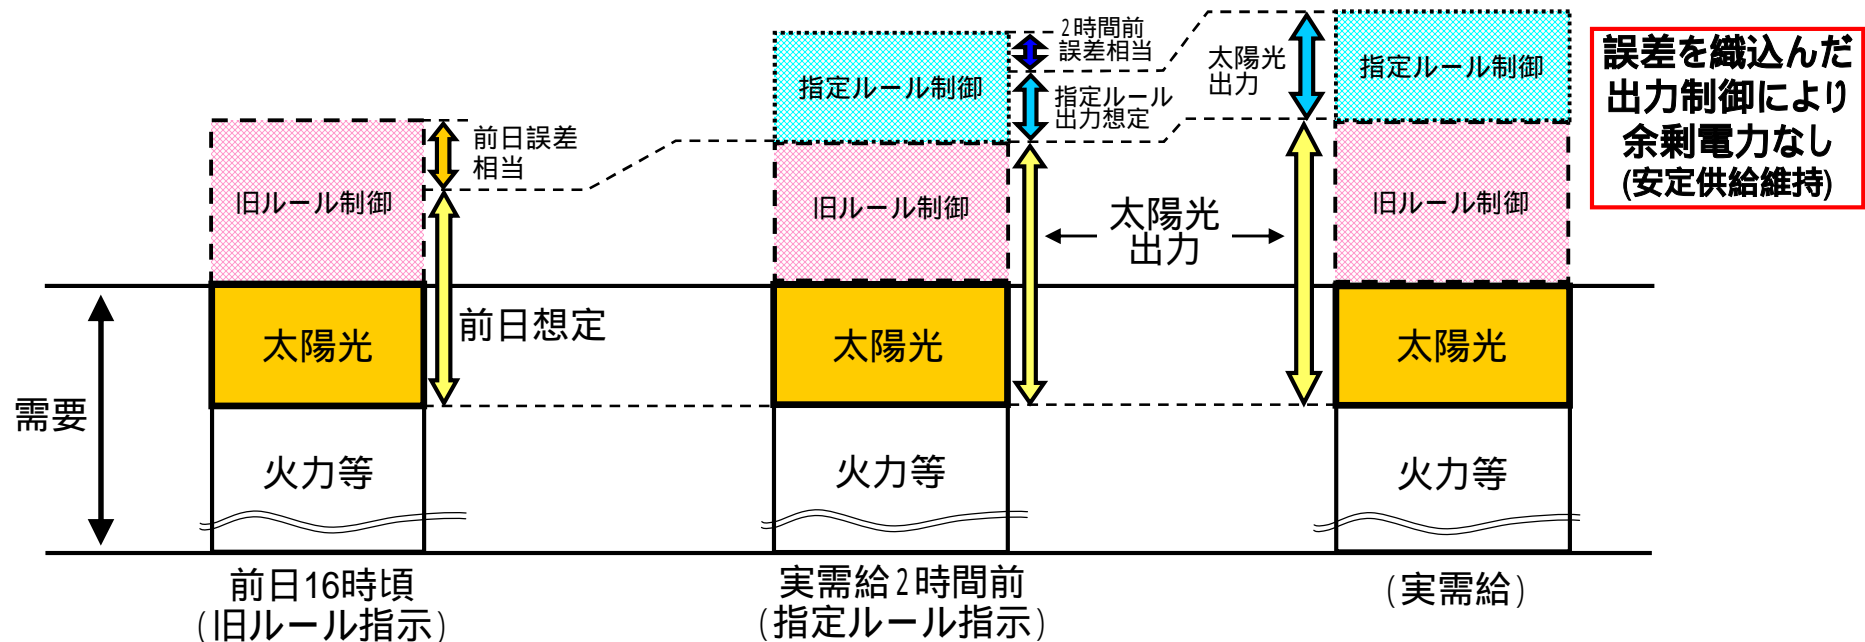 2時間前
誤差相当
太陽光
出力
誤差を織込んだ
出力制御により
余剰電力なし
(安定供給維持)
指定ルール制御
指定ルール
出力想定
指定ルール制御
前日誤差
相当
旧ルール制御
旧ルール制御
太陽光
出力
旧ルール制御
太陽光
前日想定
太陽光
太陽光
需要
火力等
火力等
火力等
前日16時頃
(旧ルール指示)
実需給2時間前
(指定ルール指示)
(実需給)